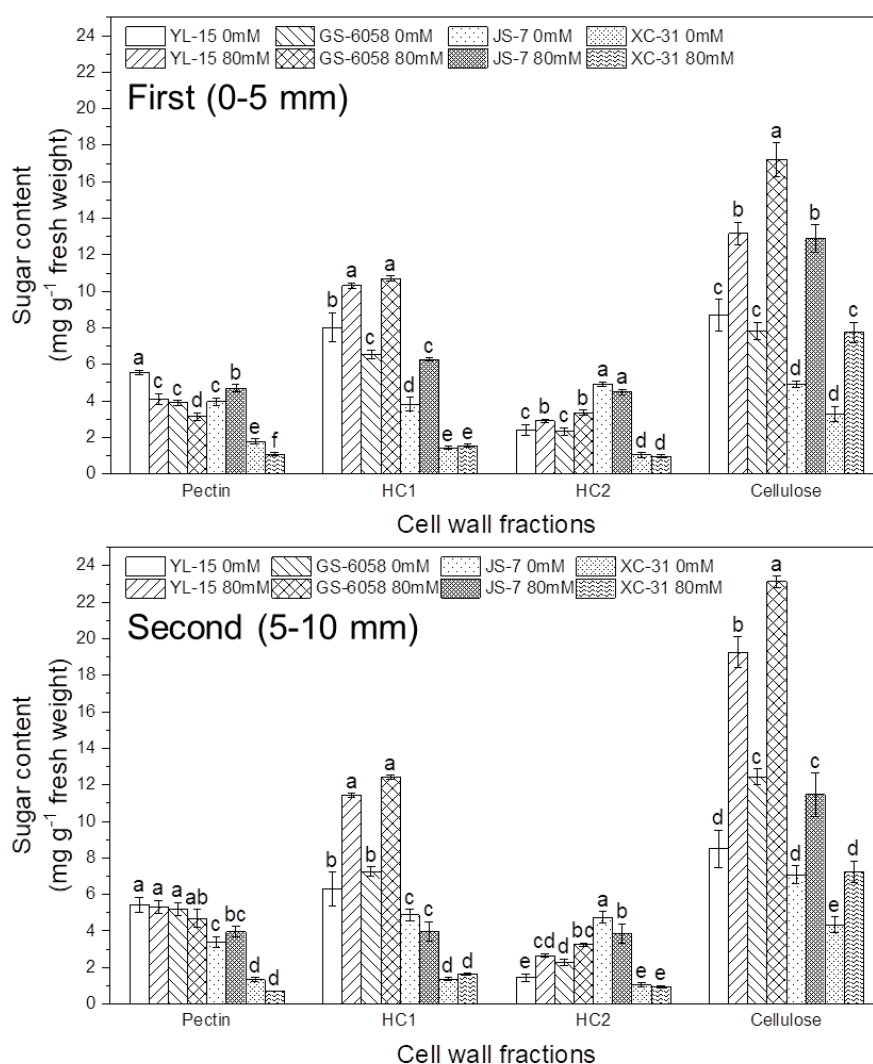 YL-15 0mM GS-6058 0mM JS-7 0mM XC-31 0mM
YL-15 80mM GS-6058 80mM JS-7 80mM XC-31 80mM
First (0-5 mm)
Sugar content
(mg g⁻¹ fresh weight)
24
22
20
18
16
14
12
10
8
6
4
2
0
a c c d c b e f
b a c a d c e e
c b c b a a d d
c b c a d b d c
Pectin HC1 HC2 Cellulose
Cell wall fractions
YL-15 0mM GS-6058 0mM JS-7 0mM XC-31 0mM
YL-15 80mM GS-6058 80mM JS-7 80mM XC-31 80mM
Second (5-10 mm)
Sugar content
(mg g⁻¹ fresh weight)
24
22
20
18
16
14
12
10
8
6
4
2
0
a a a ab c bc d d
b a b a c c d d
e cd d bc a b e e
d b c a d c e d
Pectin HC1 HC2 Cellulose
Cell wall fractions